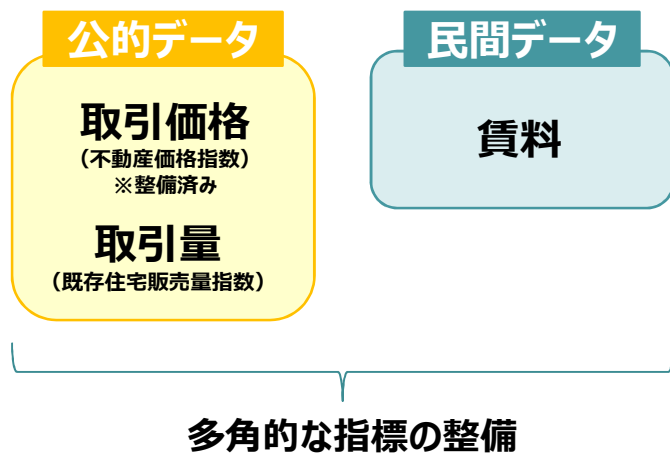 公的データ
取引価格
（不動産価格指数）
※整備済み
取引量
（既存住宅販売量指数）
民間データ
賃料
多角的な指標の整備